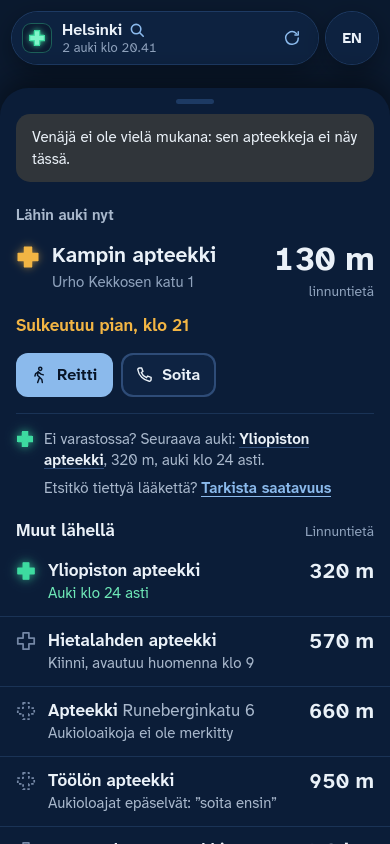 Helsinki
2 auki klo 20.41
EN
Venäjä ei ole vielä mukana: sen apteekkeja ei näy
tässä.
Lähin auki nyt
Kampin apteekki
130 m
Urho Kekkosen katu 1
linnuntietä
Sulkeutuu pian, klo 21
Reitti
Soita
Ei varastossa? Seuraava auki: Yliopiston
apteekki, 320 m, auki klo 24 asti.
Etsitkö tiettyä lääkettä? Tarkista saatavuus
Muut lähellä
Linnuntietä
Yliopiston apteekki
320 m
Auki klo 24 asti
Hietalahden apteekki
570 m
Kiinni, avautuu huomenna klo 9
Apteekki Runeberginkatu 6
660 m
Aukioloaikoja ei ole merkitty
Töölön apteekki
950 m
Aukioloajat epäselvät: ”soita ensin”